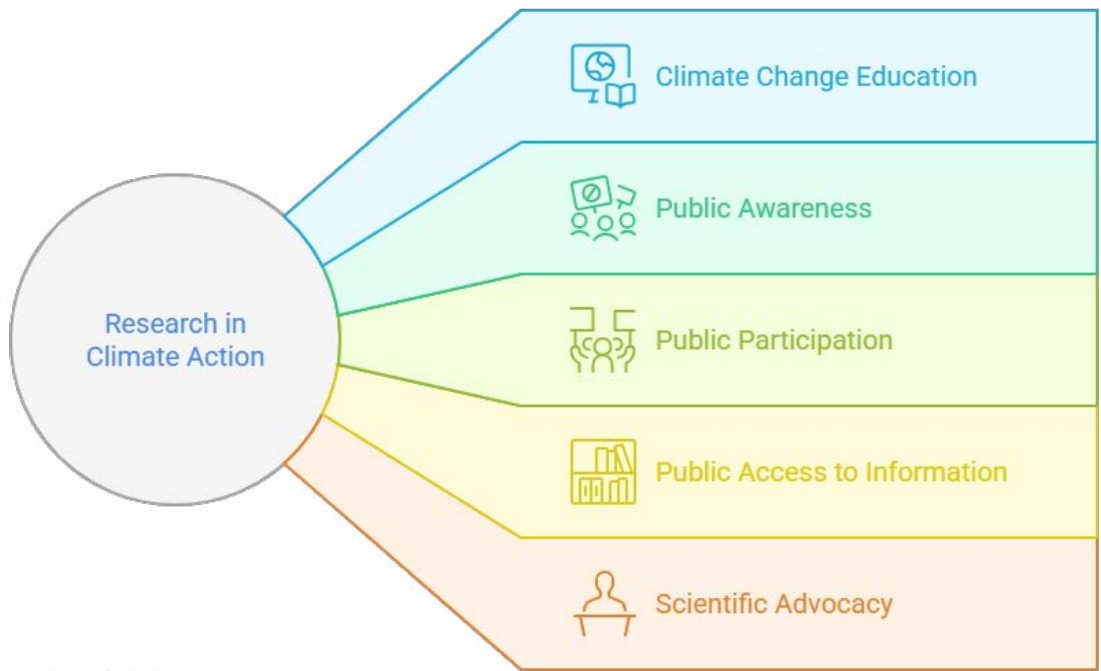 Climate Change Education
Public Awareness
Research in
Climate Action
Public Participation
Public Access to Information
Scientific Advocacy